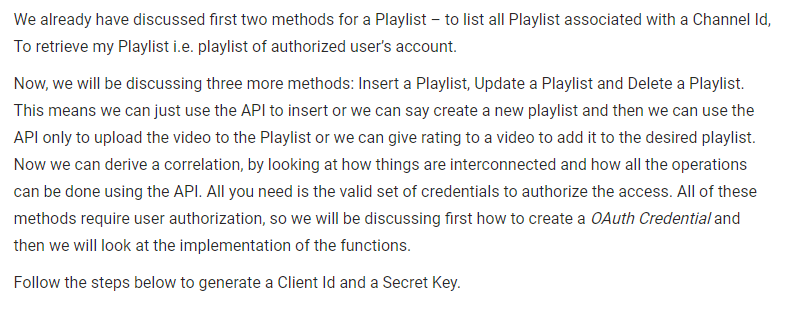 We already have discussed first two methods for a Playlist – to list all Playlist associated with a Channel Id,
To retrieve my Playlist i.e. playlist of authorized user's account.
Now, we will be discussing three more methods: Insert a Playlist, Update a Playlist and Delete a Playlist.
This means we can just use the API to insert or we can say create a new playlist and then we can use the
API only to upload the video to the Playlist or we can give rating to a video to add it to the desired playlist.
Now we can derive a correlation, by looking at how things are interconnected and how all the operations
can be done using the API. All you need is the valid set of credentials to authorize the access. All of these
methods require user authorization, so we will be discussing first how to create a OAuth Credential and
then we will look at the implementation of the functions.
Follow the steps below to generate a Client Id and a Secret Key.